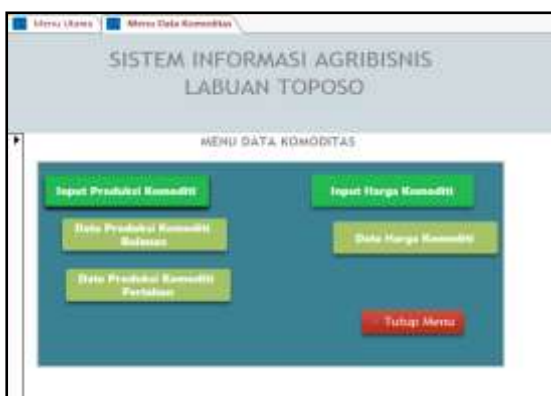 Menu Utama
Menu Data Komoditas
SISTEM INFORMASI AGRIBISNIS
LABUAN TOPOSO
MENU DATA KOMODITAS
Input Produksi Komoditi
Input Harga Komoditi
Data Produksi Komoditi
Bulanan
Data Harga Komoditi
Data Produksi Komoditi
Pertahun
Tutup Menu